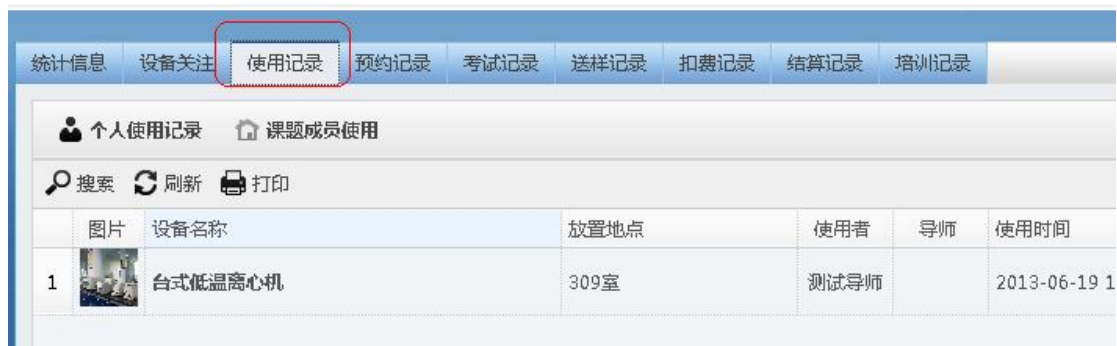 统计信息 设备关注 使用记录 预约记录 考试记录 送样记录 扣费记录 结算记录 培训记录
个人使用记录 课题成员使用
搜索 刷新 打印
图片 设备名称 放置地点 使用者 导师 使用时间
1 台式低温离心机 309室 测试导师 2013-06-19 1